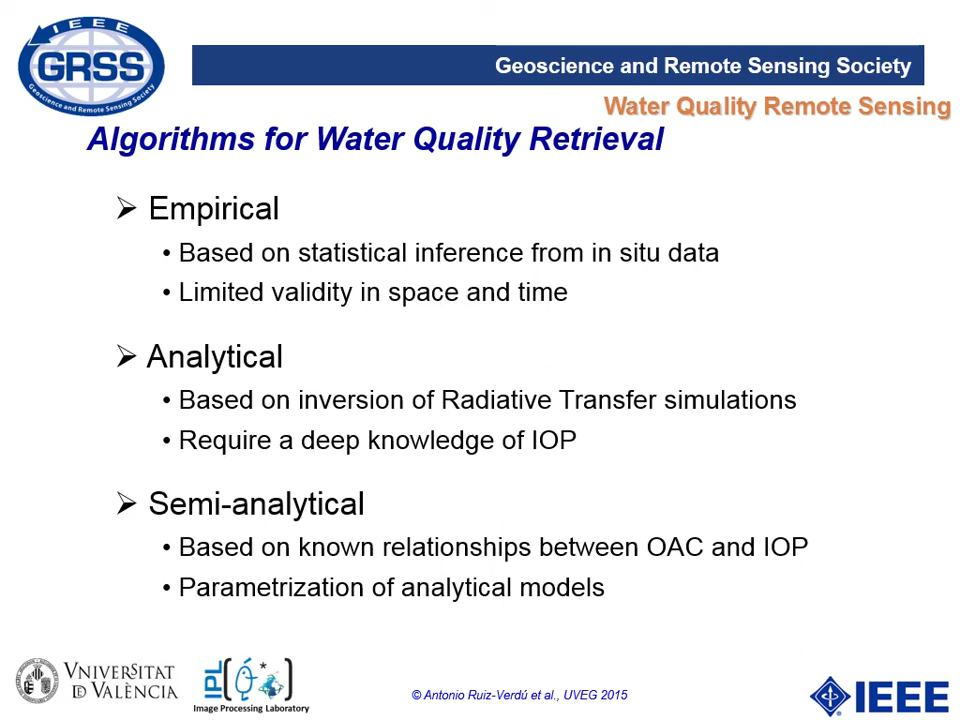 IEEE
GRSS
Geoscience and Remote Sensing Society
Geoscience and Remote Sensing Society
Water Quality Remote Sensing
Algorithms for Water Quality Retrieval
➢ Empirical
• Based on statistical inference from in situ data
• Limited validity in space and time
➢ Analytical
• Based on inversion of Radiative Transfer simulations
• Require a deep knowledge of IOP
➢ Semi-analytical
• Based on known relationships between OAC and IOP
• Parametrization of analytical models
VNIVERSITAT
DE VALÈNCIA
IPL
Image Processing Laboratory
© Antonio Ruiz-Verdú et al., UVEG 2015
IEEE